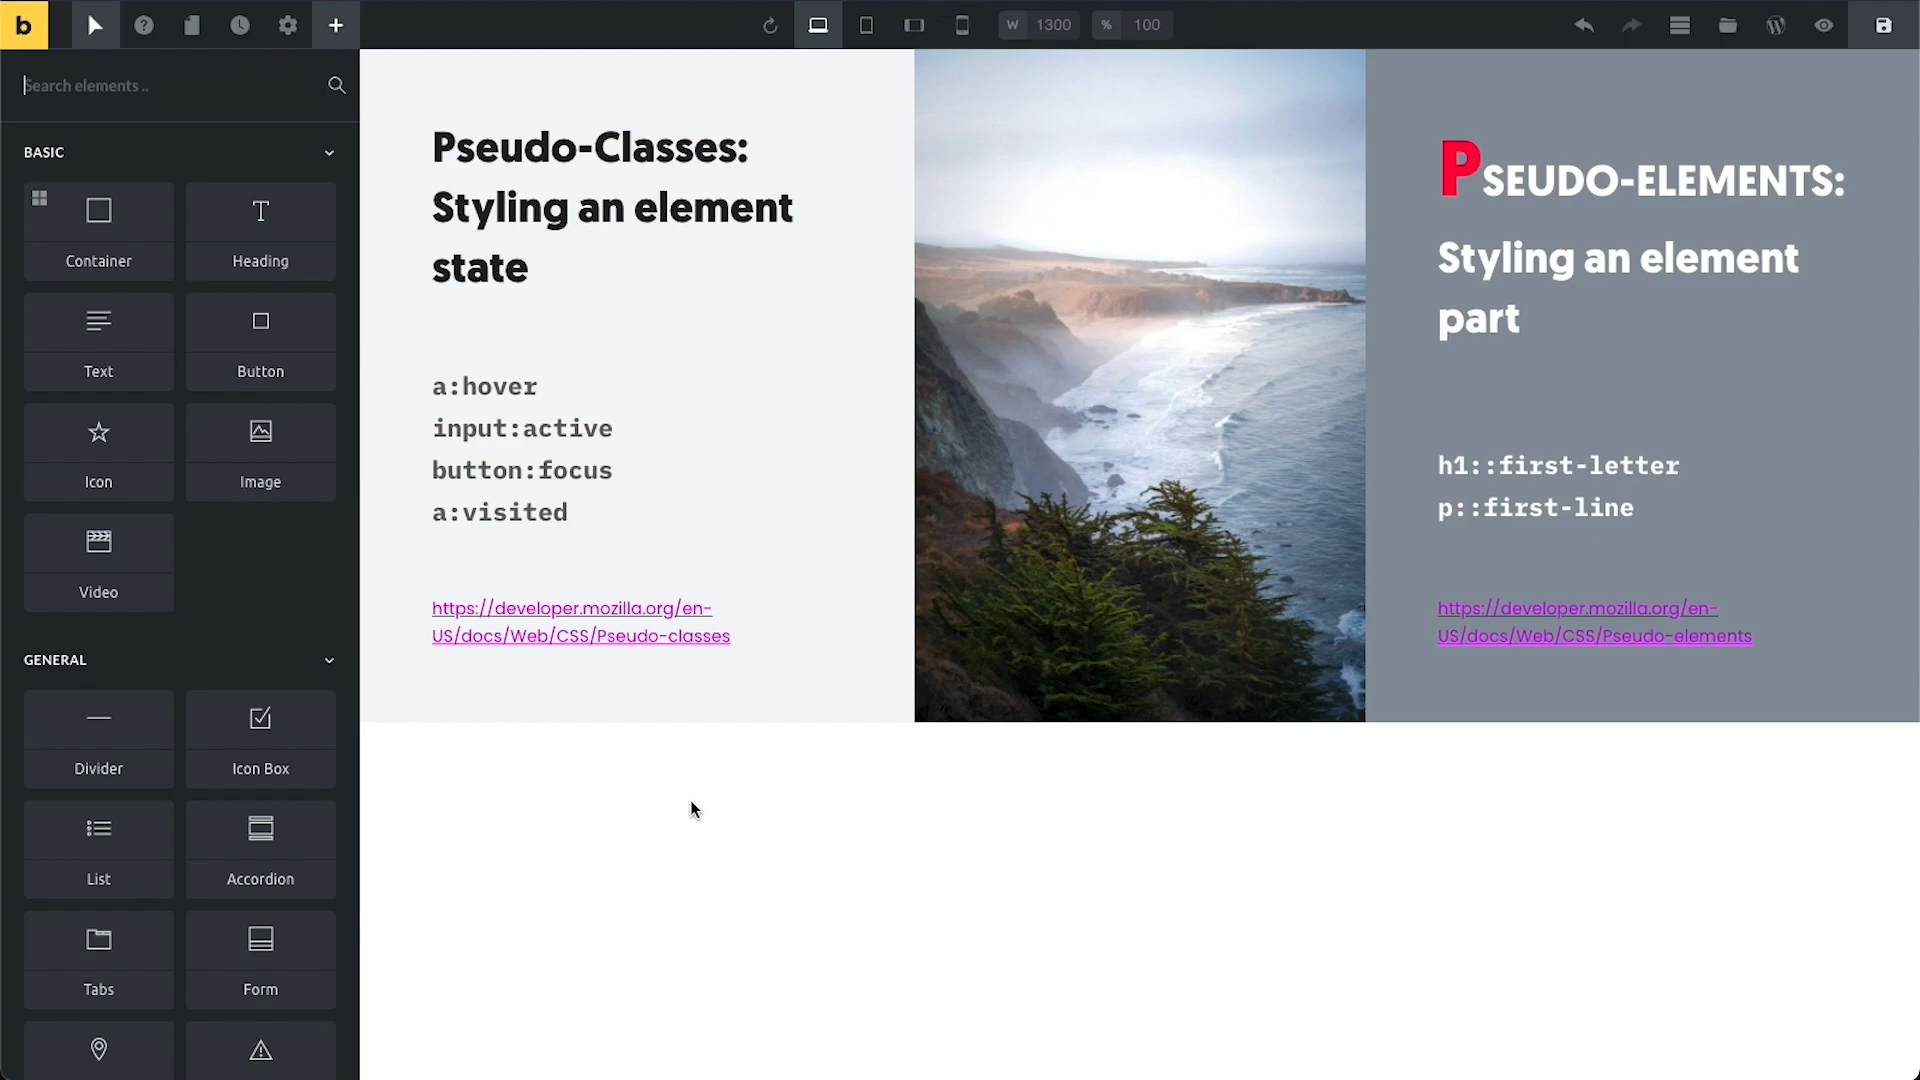 b
W 1300 % 100
Search elements ..
BASIC
Container
Heading
Text
Button
Icon
Image
Video
GENERAL
Divider
Icon Box
List
Accordion
Tabs
Form
Pseudo-Classes:
Styling an element
state
a:hover
input:active
button:focus
a:visited
https://developer.mozilla.org/en-
US/docs/Web/CSS/Pseudo-classes
PSEUDO-ELEMENTS:
Styling an element
part
h1::first-letter
p::first-line
https://developer.mozilla.org/en-
US/docs/Web/CSS/Pseudo-elements